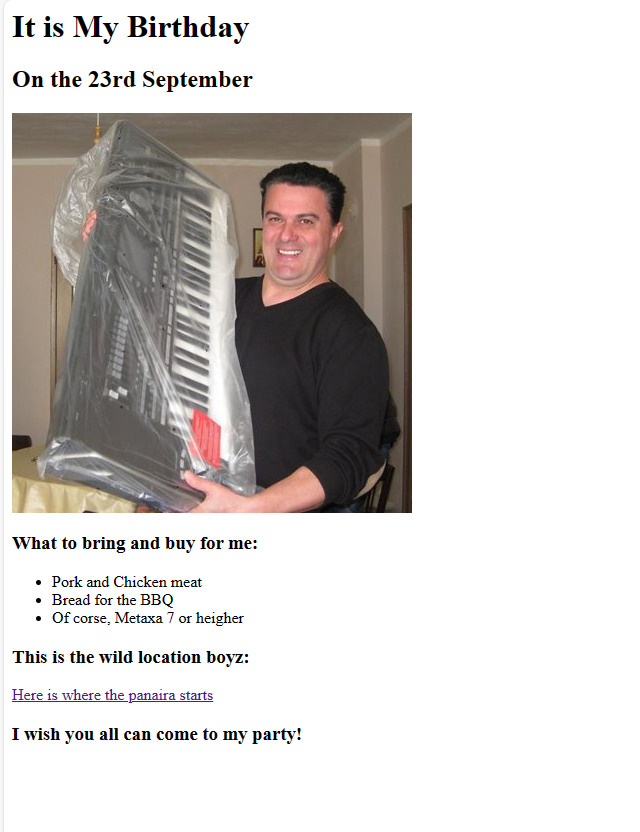 It is My Birthday
On the 23rd September
What to bring and buy for me:
Pork and Chicken meat
Bread for the BBQ
Of corse, Metaxa 7 or heigher
This is the wild location boyz:
Here is where the panaira starts
I wish you all can come to my party!